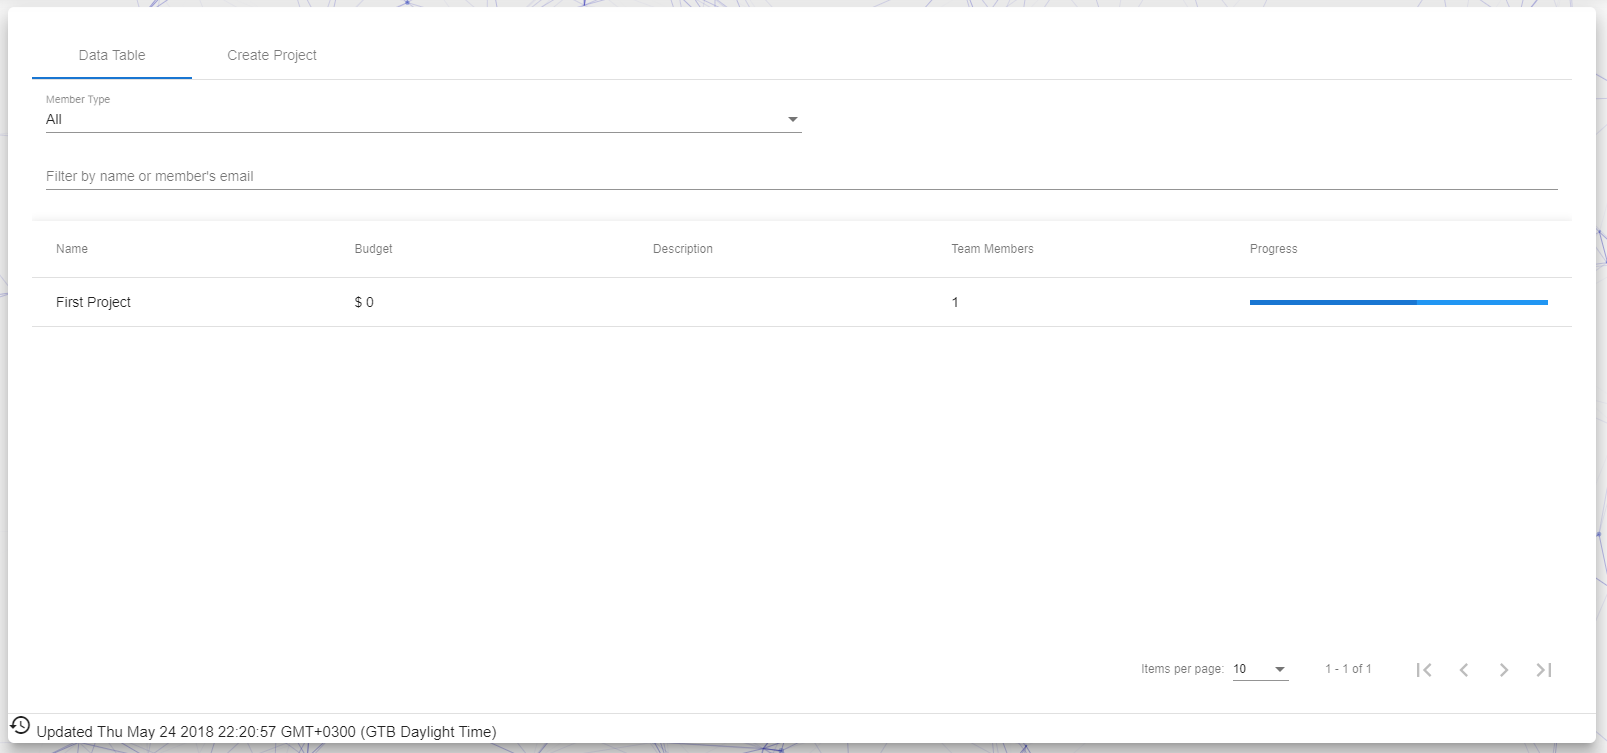 Data Table Create Project
Member Type
All
Filter by name or member's email
Name Budget Description Team Members Progress
First Project $ 0 1
Items per page: 10 1 - 1 of 1
Updated Thu May 24 2018 22:20:57 GMT+0300 (GTB Daylight Time)